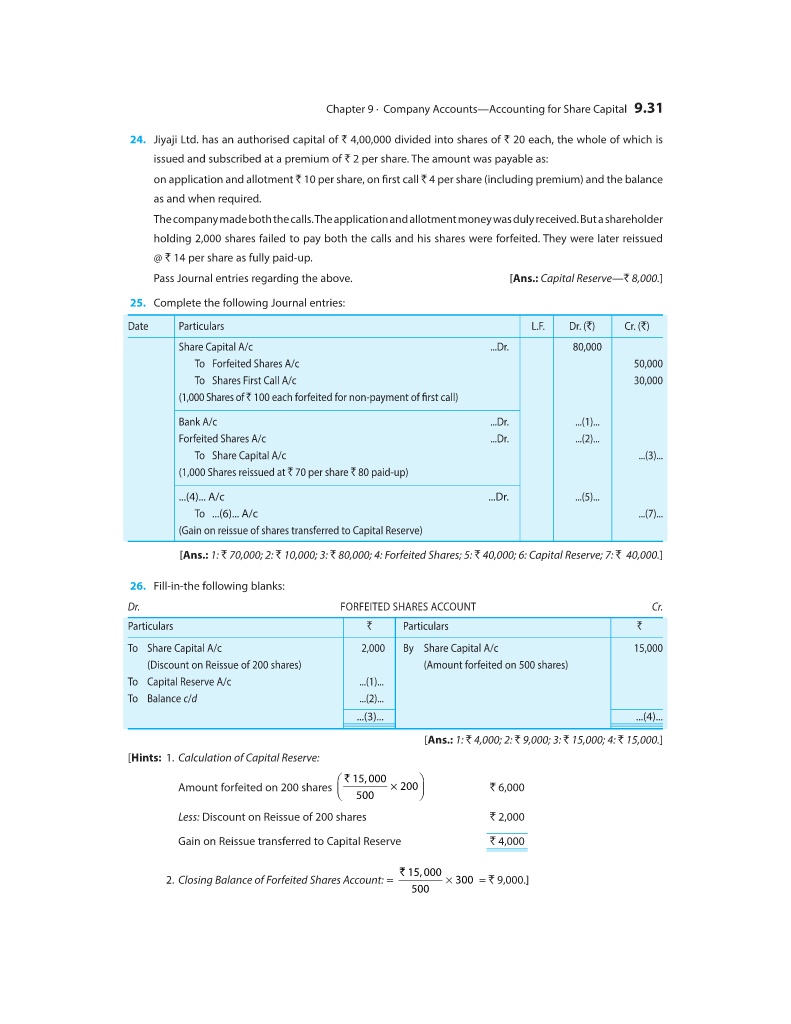 Chapter 9 · Company Accounts—Accounting for Share Capital 9.31
24. Jiyaji Ltd. has an authorised capital of ₹ 4,00,000 divided into shares of ₹ 20 each, the whole of which is
issued and subscribed at a premium of ₹ 2 per share. The amount was payable as:
on application and allotment ₹ 10 per share, on first call ₹ 4 per share (including premium) and the balance
as and when required.
The company made both the calls. The application and allotment money was duly received. But a shareholder
holding 2,000 shares failed to pay both the calls and his shares were forfeited. They were later reissued
@ ₹ 14 per share as fully paid-up.
Pass Journal entries regarding the above. [Ans.: Capital Reserve—₹ 8,000.]
25. Complete the following Journal entries:
Date Particulars L.F. Dr. (₹) Cr. (₹)
Share Capital A/c ...Dr. 80,000
To Forfeited Shares A/c 50,000
To Shares First Call A/c 30,000
(1,000 Shares of ₹ 100 each forfeited for non-payment of first call)
Bank A/c ...Dr. ...(1)...
Forfeited Shares A/c ...Dr. ...(2)...
To Share Capital A/c ...(3)...
(1,000 Shares reissued at ₹ 70 per share ₹ 80 paid-up)
...(4)... A/c ...Dr. ...(5)...
To ...(6)... A/c ...(7)...
(Gain on reissue of shares transferred to Capital Reserve)
[Ans.: 1: ₹ 70,000; 2: ₹ 10,000; 3: ₹ 80,000; 4: Forfeited Shares; 5: ₹ 40,000; 6: Capital Reserve; 7: ₹ 40,000.]
26. Fill-in-the following blanks:
Dr. FORFEITED SHARES ACCOUNT Cr.
Particulars ₹ Particulars ₹
To Share Capital A/c 2,000 By Share Capital A/c 15,000
(Discount on Reissue of 200 shares) (Amount forfeited on 500 shares)
To Capital Reserve A/c ...(1)...
To Balance c/d ...(2)...
...(3)... ...(4)...
[Ans.: 1: ₹ 4,000; 2: ₹ 9,000; 3: ₹ 15,000; 4: ₹ 15,000.]
[Hints: 1. Calculation of Capital Reserve:
Amount forfeited on 200 shares (₹ 15,000/500 × 200) ₹ 6,000
Less: Discount on Reissue of 200 shares ₹ 2,000
Gain on Reissue transferred to Capital Reserve ₹ 4,000
2. Closing Balance of Forfeited Shares Account: = ₹ 15,000/500 × 300 = ₹ 9,000.]